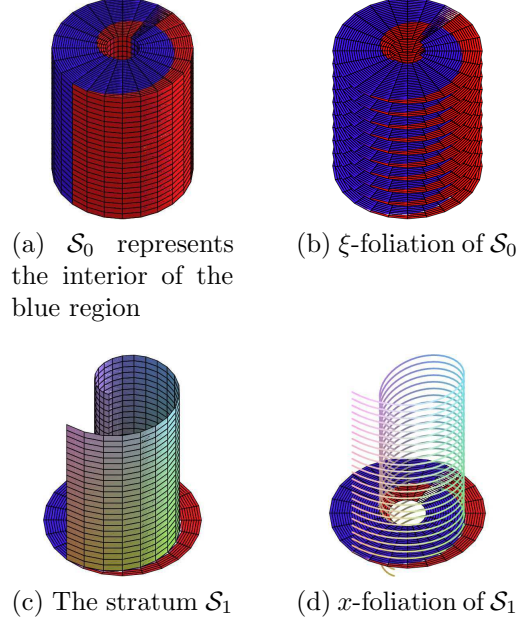 (a) $\mathcal{S}_0$ represents
the interior of the
blue region
(b) $\xi$-foliation of $\mathcal{S}_0$
(c) The stratum $\mathcal{S}_1$
(d) $x$-foliation of $\mathcal{S}_1$